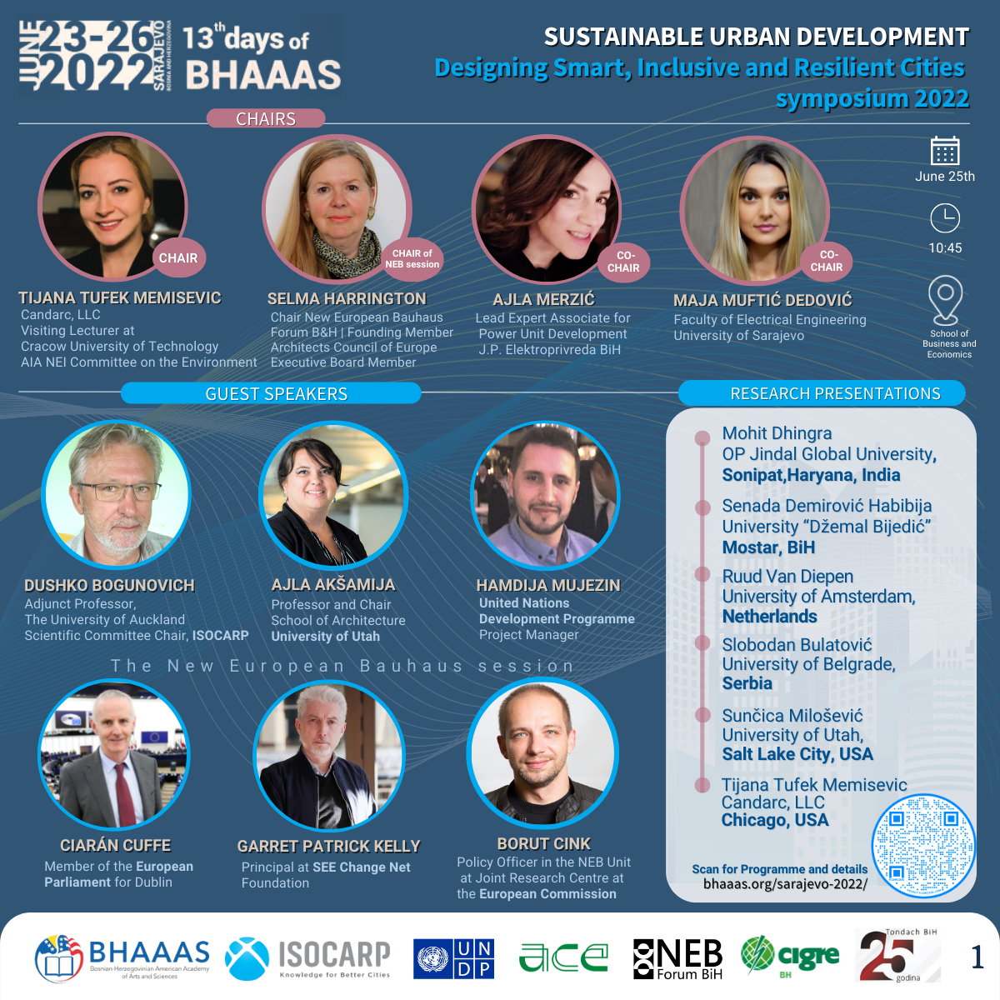 JUNE
23-26
2022
SARAJEVO
BOSNIA AND HERZEGOVINA
13th days of
BHAAAS
SUSTAINABLE URBAN DEVELOPMENT
Designing Smart, Inclusive and Resilient Cities
symposium 2022
CHAIRS
CHAIR
TIJANA TUFEK MEMISEVIC
Candarc, LLC
Visiting Lecturer at
Cracow University of Technology
AIA NEI Committee on the Environment
CHAIR of
NEB session
SELMA HARRINGTON
Chair New European Bauhaus
Forum B&H | Founding Member
Architects Council of Europe
Executive Board Member
CO-
CHAIR
AJLA MERZIĆ
Lead Expert Associate for
Power Unit Development
J.P. Elektroprivreda BiH
CO-
CHAIR
MAJA MUFTIĆ DEDOVIĆ
Faculty of Electrical Engineering
University of Sarajevo
June 25th
10:45
School of
Business and
Economics
GUEST SPEAKERS
DUSHKO BOGUNOVICH
Adjunct Professor,
The University of Auckland
Scientific Committee Chair, ISOCARP
AJLA AKŠAMIJA
Professor and Chair
School of Architecture
University of Utah
HAMDIJA MUJEZIN
United Nations
Development Programme
Project Manager
The New European Bauhaus session
CIARÁN CUFFE
Member of the European
Parliament for Dublin
GARRET PATRICK KELLY
Principal at SEE Change Net
Foundation
BORUT CINK
Policy Officer in the NEB Unit
at Joint Research Centre at
the European Commission
RESEARCH PRESENTATIONS
Mohit Dhingra
OP Jindal Global University,
Sonipat,Haryana, India
Senada Demirović Habibija
University “Džemal Bijedić”
Mostar, BiH
Ruud Van Diepen
University of Amsterdam,
Netherlands
Slobodan Bulatović
University of Belgrade,
Serbia
Sunčica Milošević
University of Utah,
Salt Lake City, USA
Tijana Tufek Memisevic
Candarc, LLC
Chicago, USA
Scan for Programme and details
bhaaas.org/sarajevo-2022/
BHAAAS
Bosnian-Herzegovinian American Academy
of Arts and Sciences
ISOCARP
Knowledge for Better Cities
UN
DP
ace
NEB
Forum BiH
cigre
BH
Tondach BiH
25
godina
1